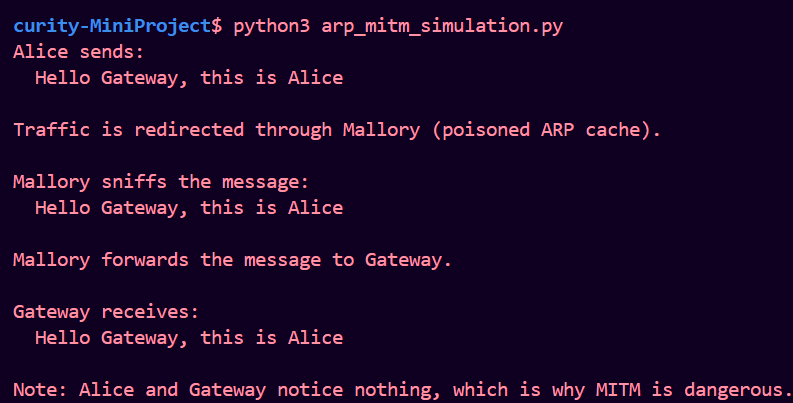 curity-MiniProject$ python3 arp_mitm_simulation.py
Alice sends:
  Hello Gateway, this is Alice
Traffic is redirected through Mallory (poisoned ARP cache).
Mallory sniffs the message:
  Hello Gateway, this is Alice
Mallory forwards the message to Gateway.
Gateway receives:
  Hello Gateway, this is Alice
Note: Alice and Gateway notice nothing, which is why MITM is dangerous.